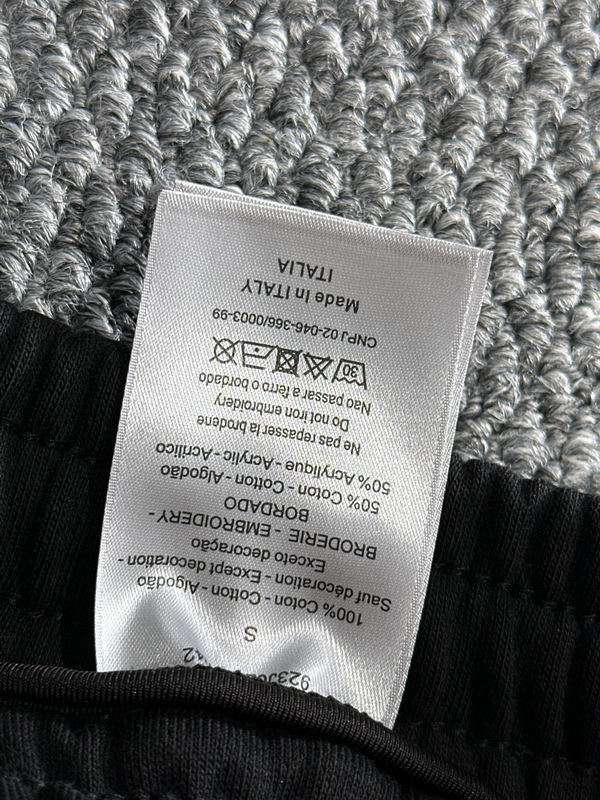 S
100% Coton - Cotton - Algodão
Sauf décoration - Except decoration -
Exceto decoração
BRODERIE - EMBROIDERY -
BORDADO
50% Coton - Cotton - Algodão
50% Acrylique - Acrylic - Acrílico
Ne pas repasser la broderie
Do not iron embroidery
Nao passar a ferro o bordado
30
CNPJ 02-046-366/0003-99
Made in ITALY
ITALIA